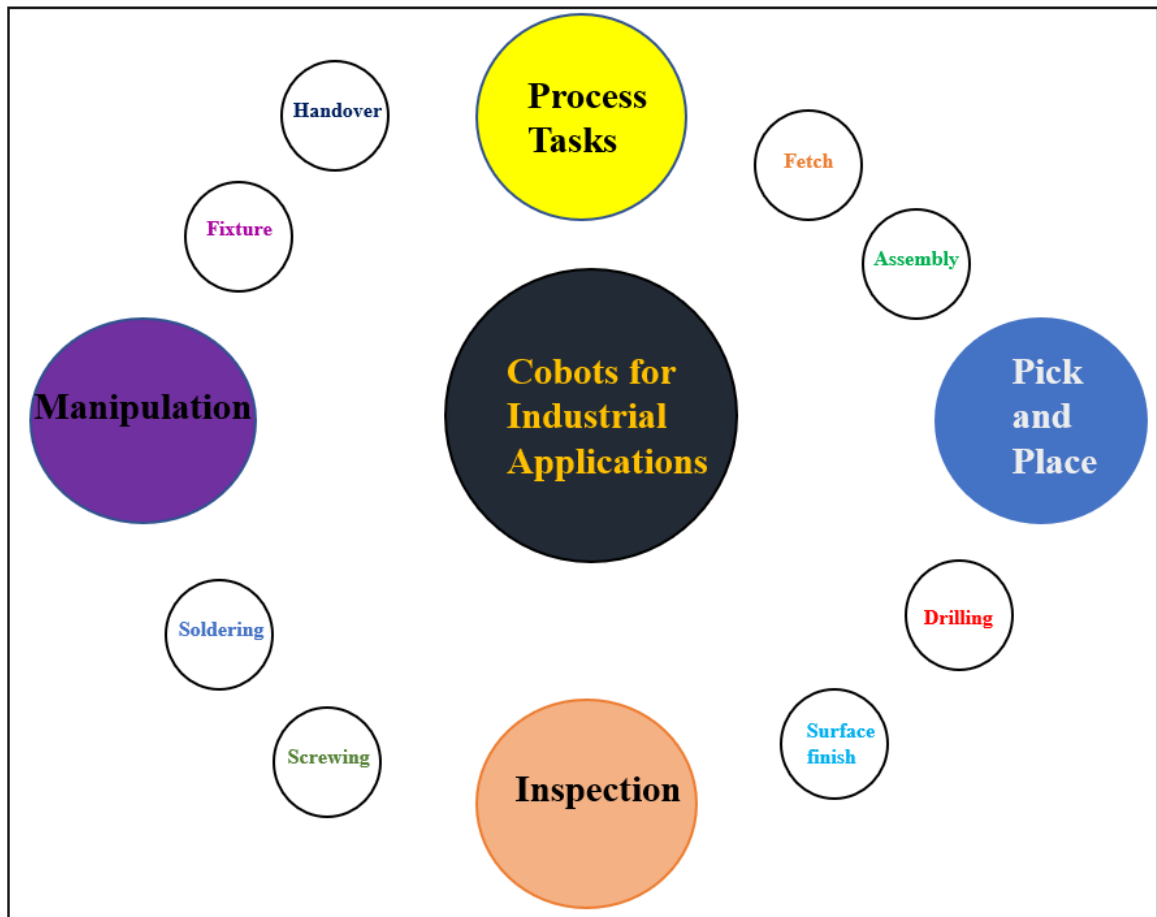 Process
Tasks
Handover
Fetch
Fixture
Assembly
Cobots for
Industrial
Applications
Manipulation
Pick
and
Place
Soldering
Drilling
Screwing
Surface
finish
Inspection